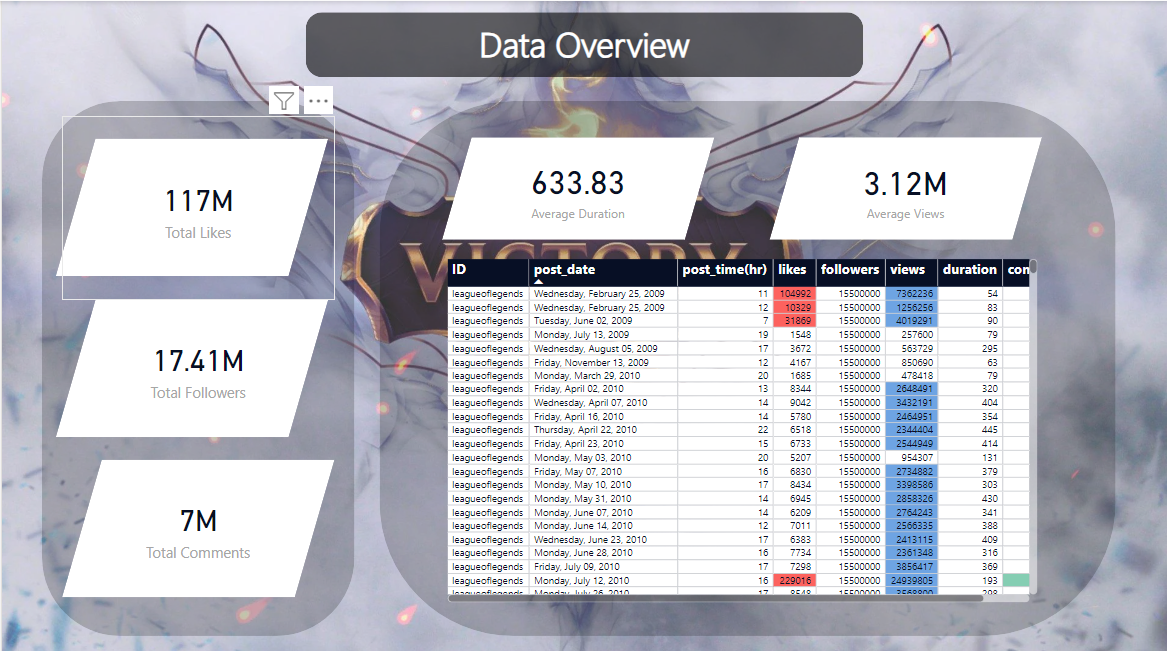 Data Overview
117M
Total Likes
17.41M
Total Followers
7M
Total Comments
633.83
Average Duration
3.12M
Average Views
VICTORY
ID post_date post_time(hr) likes followers views duration con
leagueoflegends Wednesday, February 25, 2009 11 104992 15500000 7362236 54
leagueoflegends Wednesday, February 25, 2009 12 10329 15500000 1256256 83
leagueoflegends Tuesday, June 02, 2009 7 31869 15500000 4019291 90
leagueoflegends Monday, July 13, 2009 19 1548 15500000 257600 79
leagueoflegends Wednesday, August 05, 2009 17 3672 15500000 563729 295
leagueoflegends Friday, November 13, 2009 12 4167 15500000 850690 63
leagueoflegends Monday, March 29, 2010 20 1685 15500000 478418 79
leagueoflegends Friday, April 02, 2010 13 8344 15500000 2648491 320
leagueoflegends Wednesday, April 07, 2010 14 9042 15500000 3432191 404
leagueoflegends Friday, April 16, 2010 14 5780 15500000 2464951 354
leagueoflegends Thursday, April 22, 2010 22 6518 15500000 2344404 445
leagueoflegends Friday, April 23, 2010 15 6733 15500000 2544949 414
leagueoflegends Monday, May 03, 2010 20 5207 15500000 954307 131
leagueoflegends Friday, May 07, 2010 16 6830 15500000 2734882 379
leagueoflegends Monday, May 10, 2010 17 8434 15500000 3398586 303
leagueoflegends Monday, May 31, 2010 14 6945 15500000 2858326 430
leagueoflegends Monday, June 07, 2010 14 6209 15500000 2764243 341
leagueoflegends Monday, June 14, 2010 12 7011 15500000 2566335 388
leagueoflegends Wednesday, June 23, 2010 17 6383 15500000 2413115 409
leagueoflegends Monday, June 28, 2010 16 7734 15500000 2361348 316
leagueoflegends Friday, July 09, 2010 17 7298 15500000 3856417 369
leagueoflegends Monday, July 12, 2010 16 229016 15500000 24939805 193
leagueoflegends Monday, July 26, 2010 17 8548 15500000 3568800 298